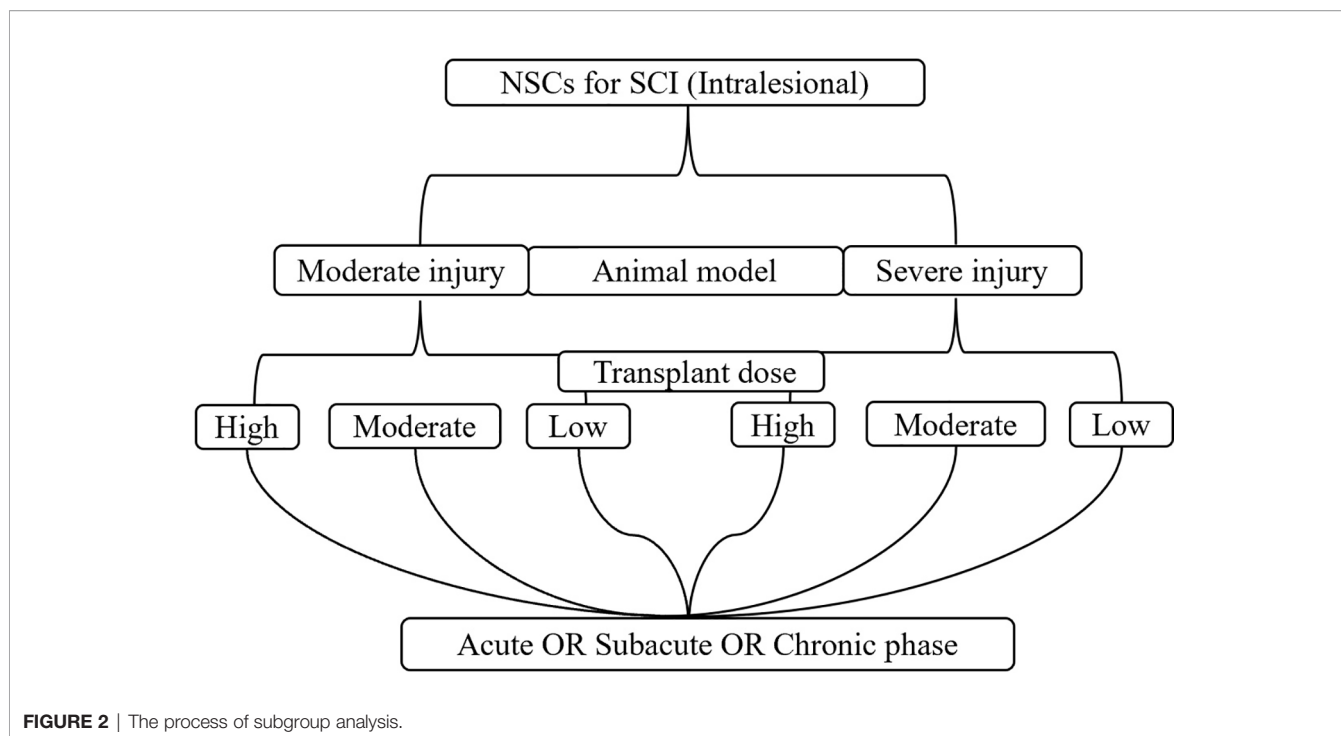 NSCs for SCI (Intralesional)
Moderate injury Animal model Severe injury
Transplant dose
High Moderate Low High Moderate Low
Acute OR Subacute OR Chronic phase
FIGURE 2 | The process of subgroup analysis.